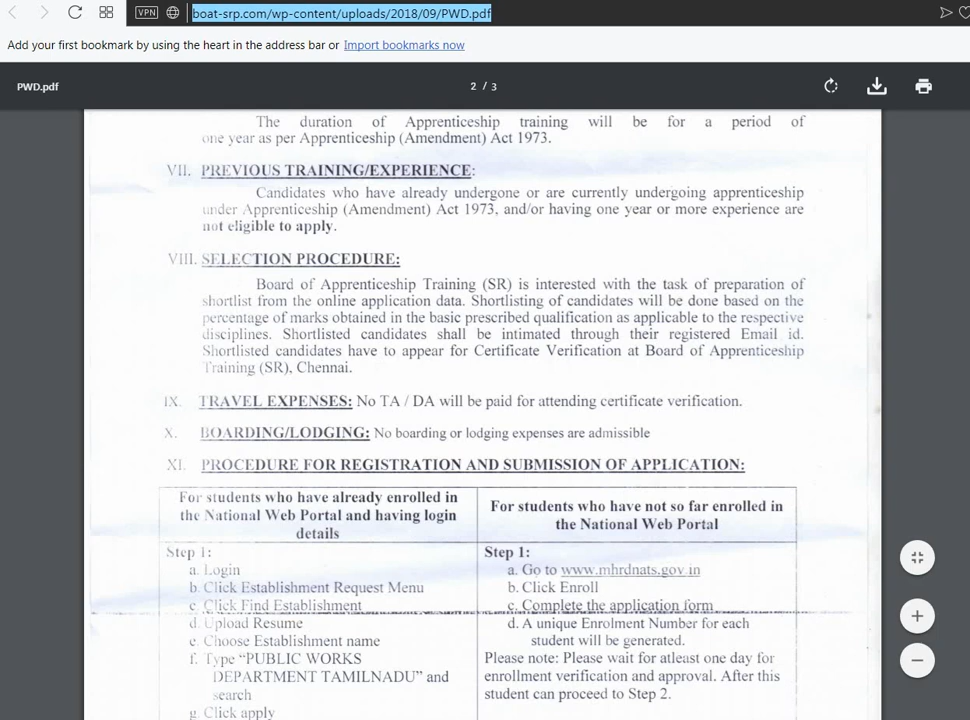 VPN
boat-srp.com/wp-content/uploads/2018/09/PWD.pdf
Add your first bookmark by using the heart in the address bar or Import bookmarks now
PWD.pdf
2 / 3
The duration of Apprenticeship training will be for a period of
one year as per Apprenticeship (Amendment) Act 1973.
VII. PREVIOUS TRAINING/EXPERIENCE:
Candidates who have already undergone or are currently undergoing apprenticeship
under Apprenticeship (Amendment) Act 1973, and/or having one year or more experience are
not eligible to apply.
VIII. SELECTION PROCEDURE:
Board of Apprenticeship Training (SR) is interested with the task of preparation of
shortlist from the online application data. Shortlisting of candidates will be done based on the
percentage of marks obtained in the basic prescribed qualification as applicable to the respective
disciplines. Shortlisted candidates shall be intimated through their registered Email id.
Shortlisted candidates have to appear for Certificate Verification at Board of Apprenticeship
Training (SR), Chennai.
IX. TRAVEL EXPENSES: No TA / DA will be paid for attending certificate verification.
X. BOARDING/LODGING: No boarding or lodging expenses are admissible
XI. PROCEDURE FOR REGISTRATION AND SUBMISSION OF APPLICATION:
For students who have already enrolled in
the National Web Portal and having login
details
Step 1:
a. Login
b. Click Establishment Request Menu
c. Click Find Establishment
d. Upload Resume
e. Choose Establishment name
f. Type “PUBLIC WORKS
DEPARTMENT TAMILNADU” and
search
g. Click apply
For students who have not so far enrolled in
the National Web Portal
Step 1:
a. Go to www.mhrdnats.gov.in
b. Click Enroll
c. Complete the application form
d. A unique Enrolment Number for each
student will be generated.
Please note: Please wait for atleast one day for
enrollment verification and approval. After this
student can proceed to Step 2.